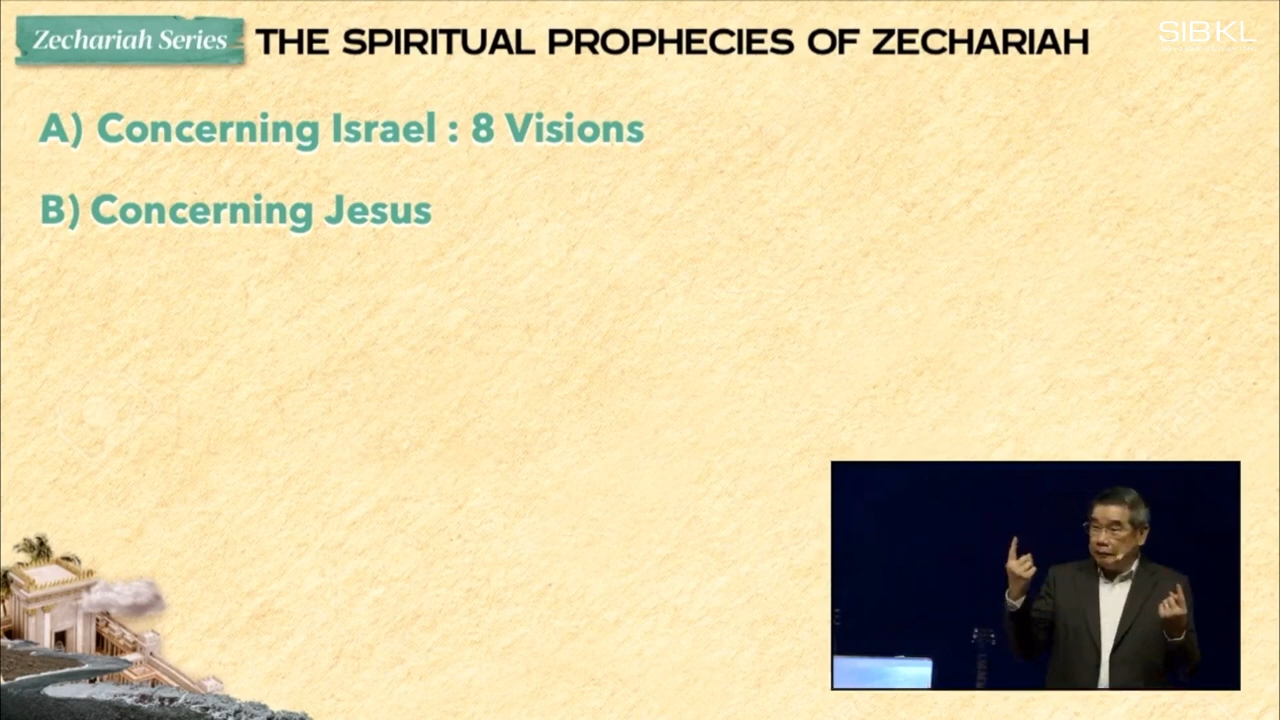 Zechariah Series
THE SPIRITUAL PROPHECIES OF ZECHARIAH
SIBKL
A) Concerning Israel : 8 Visions
B) Concerning Jesus